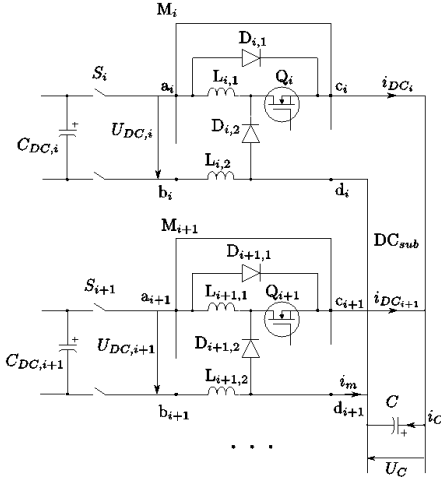 M_i
D_{i,1}
S_i
a_i
L_{i,1}
Q_i
c_i
i_{DC_i}
+
C_{DC,i}
U_{DC,i}
D_{i,2}
L_{i,2}
b_i
d_i
M_{i+1}
DC_{sub}
D_{i+1,1}
S_{i+1}
a_{i+1}
L_{i+1,1}
Q_{i+1}
c_{i+1}
i_{DC_{i+1}}
+
C_{DC,i+1}
U_{DC,i+1}
D_{i+1,2}
L_{i+1,2}
i_m
b_{i+1}
d_{i+1}
C
i_C
+
. . .
U_C